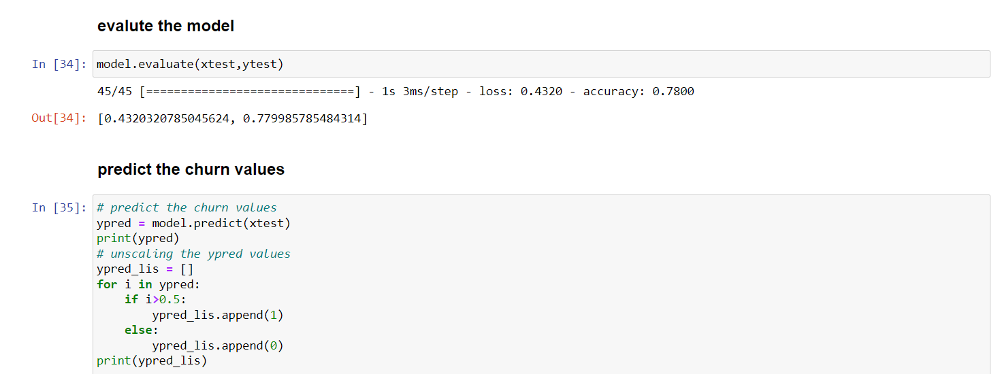 evalute the model
In [34]: model.evaluate(xtest,ytest)
45/45 [==============================] - 1s 3ms/step - loss: 0.4320 - accuracy: 0.7800
Out[34]: [0.4320320785045624, 0.779985785484314]
predict the churn values
In [35]: # predict the churn values
ypred = model.predict(xtest)
print(ypred)
# unscaling the ypred values
ypred_lis = []
for i in ypred:
    if i>0.5:
        ypred_lis.append(1)
    else:
        ypred_lis.append(0)
print(ypred_lis)